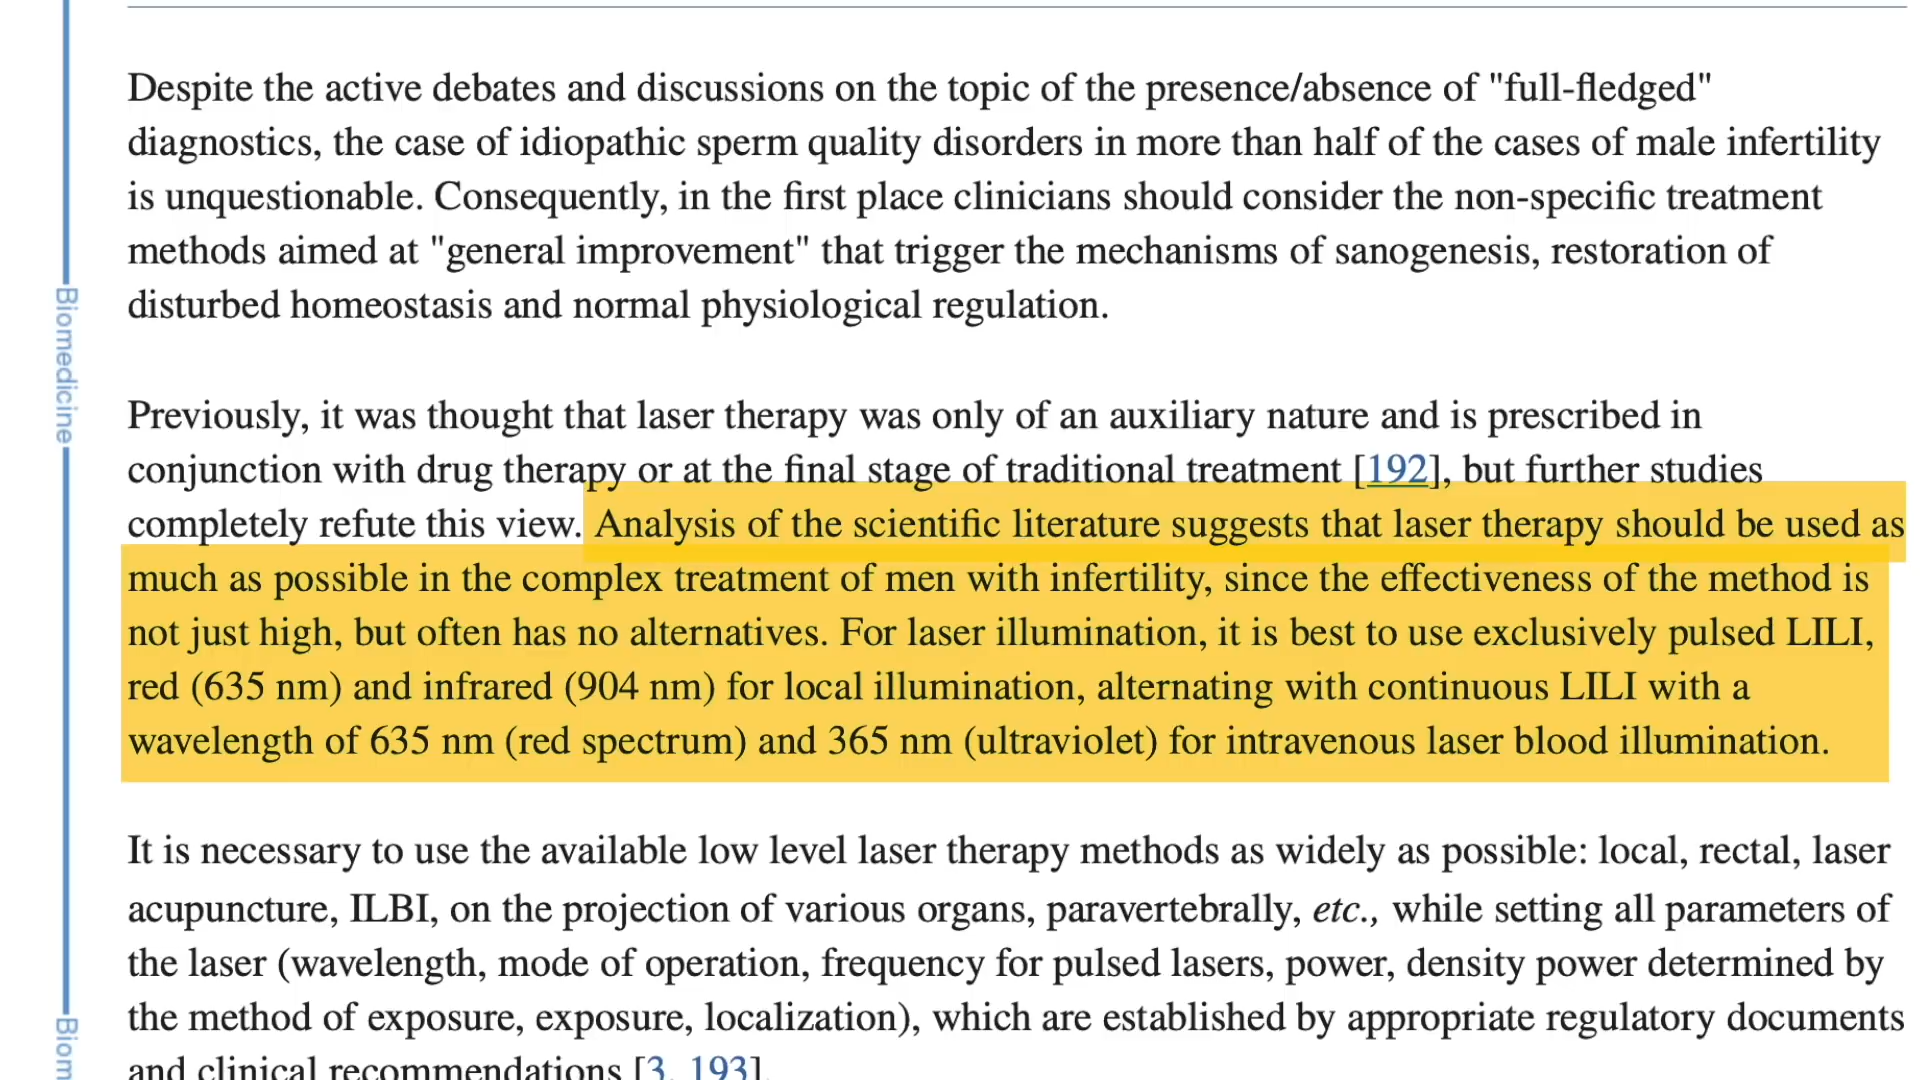 Despite the active debates and discussions on the topic of the presence/absence of "full-fledged"
diagnostics, the case of idiopathic sperm quality disorders in more than half of the cases of male infertility
is unquestionable. Consequently, in the first place clinicians should consider the non-specific treatment
methods aimed at "general improvement" that trigger the mechanisms of sanogenesis, restoration of
disturbed homeostasis and normal physiological regulation.
Previously, it was thought that laser therapy was only of an auxiliary nature and is prescribed in
conjunction with drug therapy or at the final stage of traditional treatment [192], but further studies
completely refute this view. Analysis of the scientific literature suggests that laser therapy should be used as
much as possible in the complex treatment of men with infertility, since the effectiveness of the method is
not just high, but often has no alternatives. For laser illumination, it is best to use exclusively pulsed LILI,
red (635 nm) and infrared (904 nm) for local illumination, alternating with continuous LILI with a
wavelength of 635 nm (red spectrum) and 365 nm (ultraviolet) for intravenous laser blood illumination.
It is necessary to use the available low level laser therapy methods as widely as possible: local, rectal, laser
acupuncture, ILBI, on the projection of various organs, paravertebrally, etc., while setting all parameters of
the laser (wavelength, mode of operation, frequency for pulsed lasers, power, density power determined by
the method of exposure, exposure, localization), which are established by appropriate regulatory documents
and clinical recommendations [3, 193].
Biomedicine
Biom